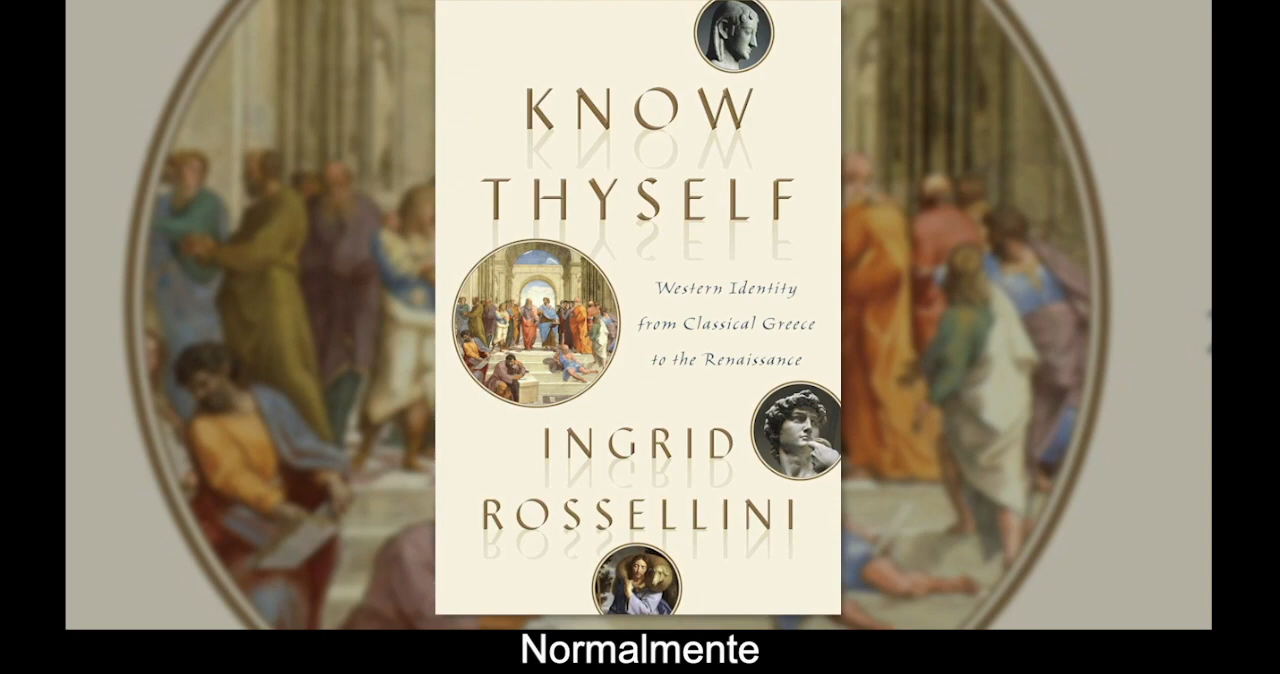 KNOW
THYSELF
Western Identity
from Classical Greece
to the Renaissance
INGRID
ROSSELLINI
Normalmente